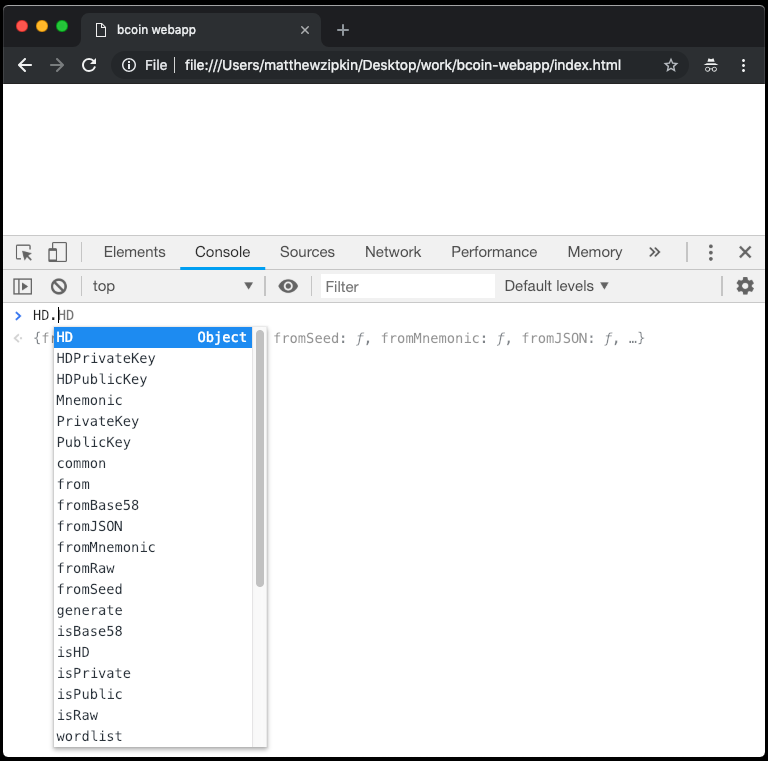 bcoin webapp
File file:///Users/matthewzipkin/Desktop/work/bcoin-webapp/index.html
Elements Console Sources Network Performance Memory »
top Filter Default levels
HD.HD
{fr fromSeed: ƒ, fromMnemonic: ƒ, fromJSON: ƒ, …}
HD Object
HDPrivateKey
HDPublicKey
Mnemonic
PrivateKey
PublicKey
common
from
fromBase58
fromJSON
fromMnemonic
fromRaw
fromSeed
generate
isBase58
isHD
isPrivate
isPublic
isRaw
wordlist